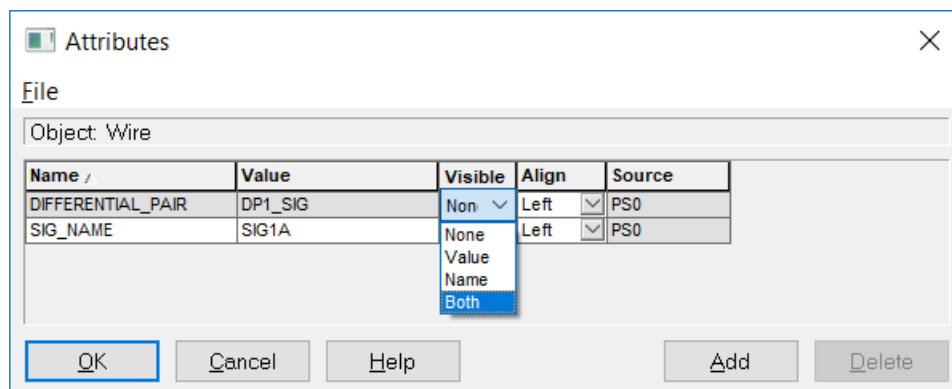 Attributes
File
Object: Wire
Name Value Visible Align Source
DIFFERENTIAL_PAIR DP1_SIG Non Left PS0
SIG_NAME SIG1A None Left PS0
Value
Name
Both
OK Cancel Help Add Delete